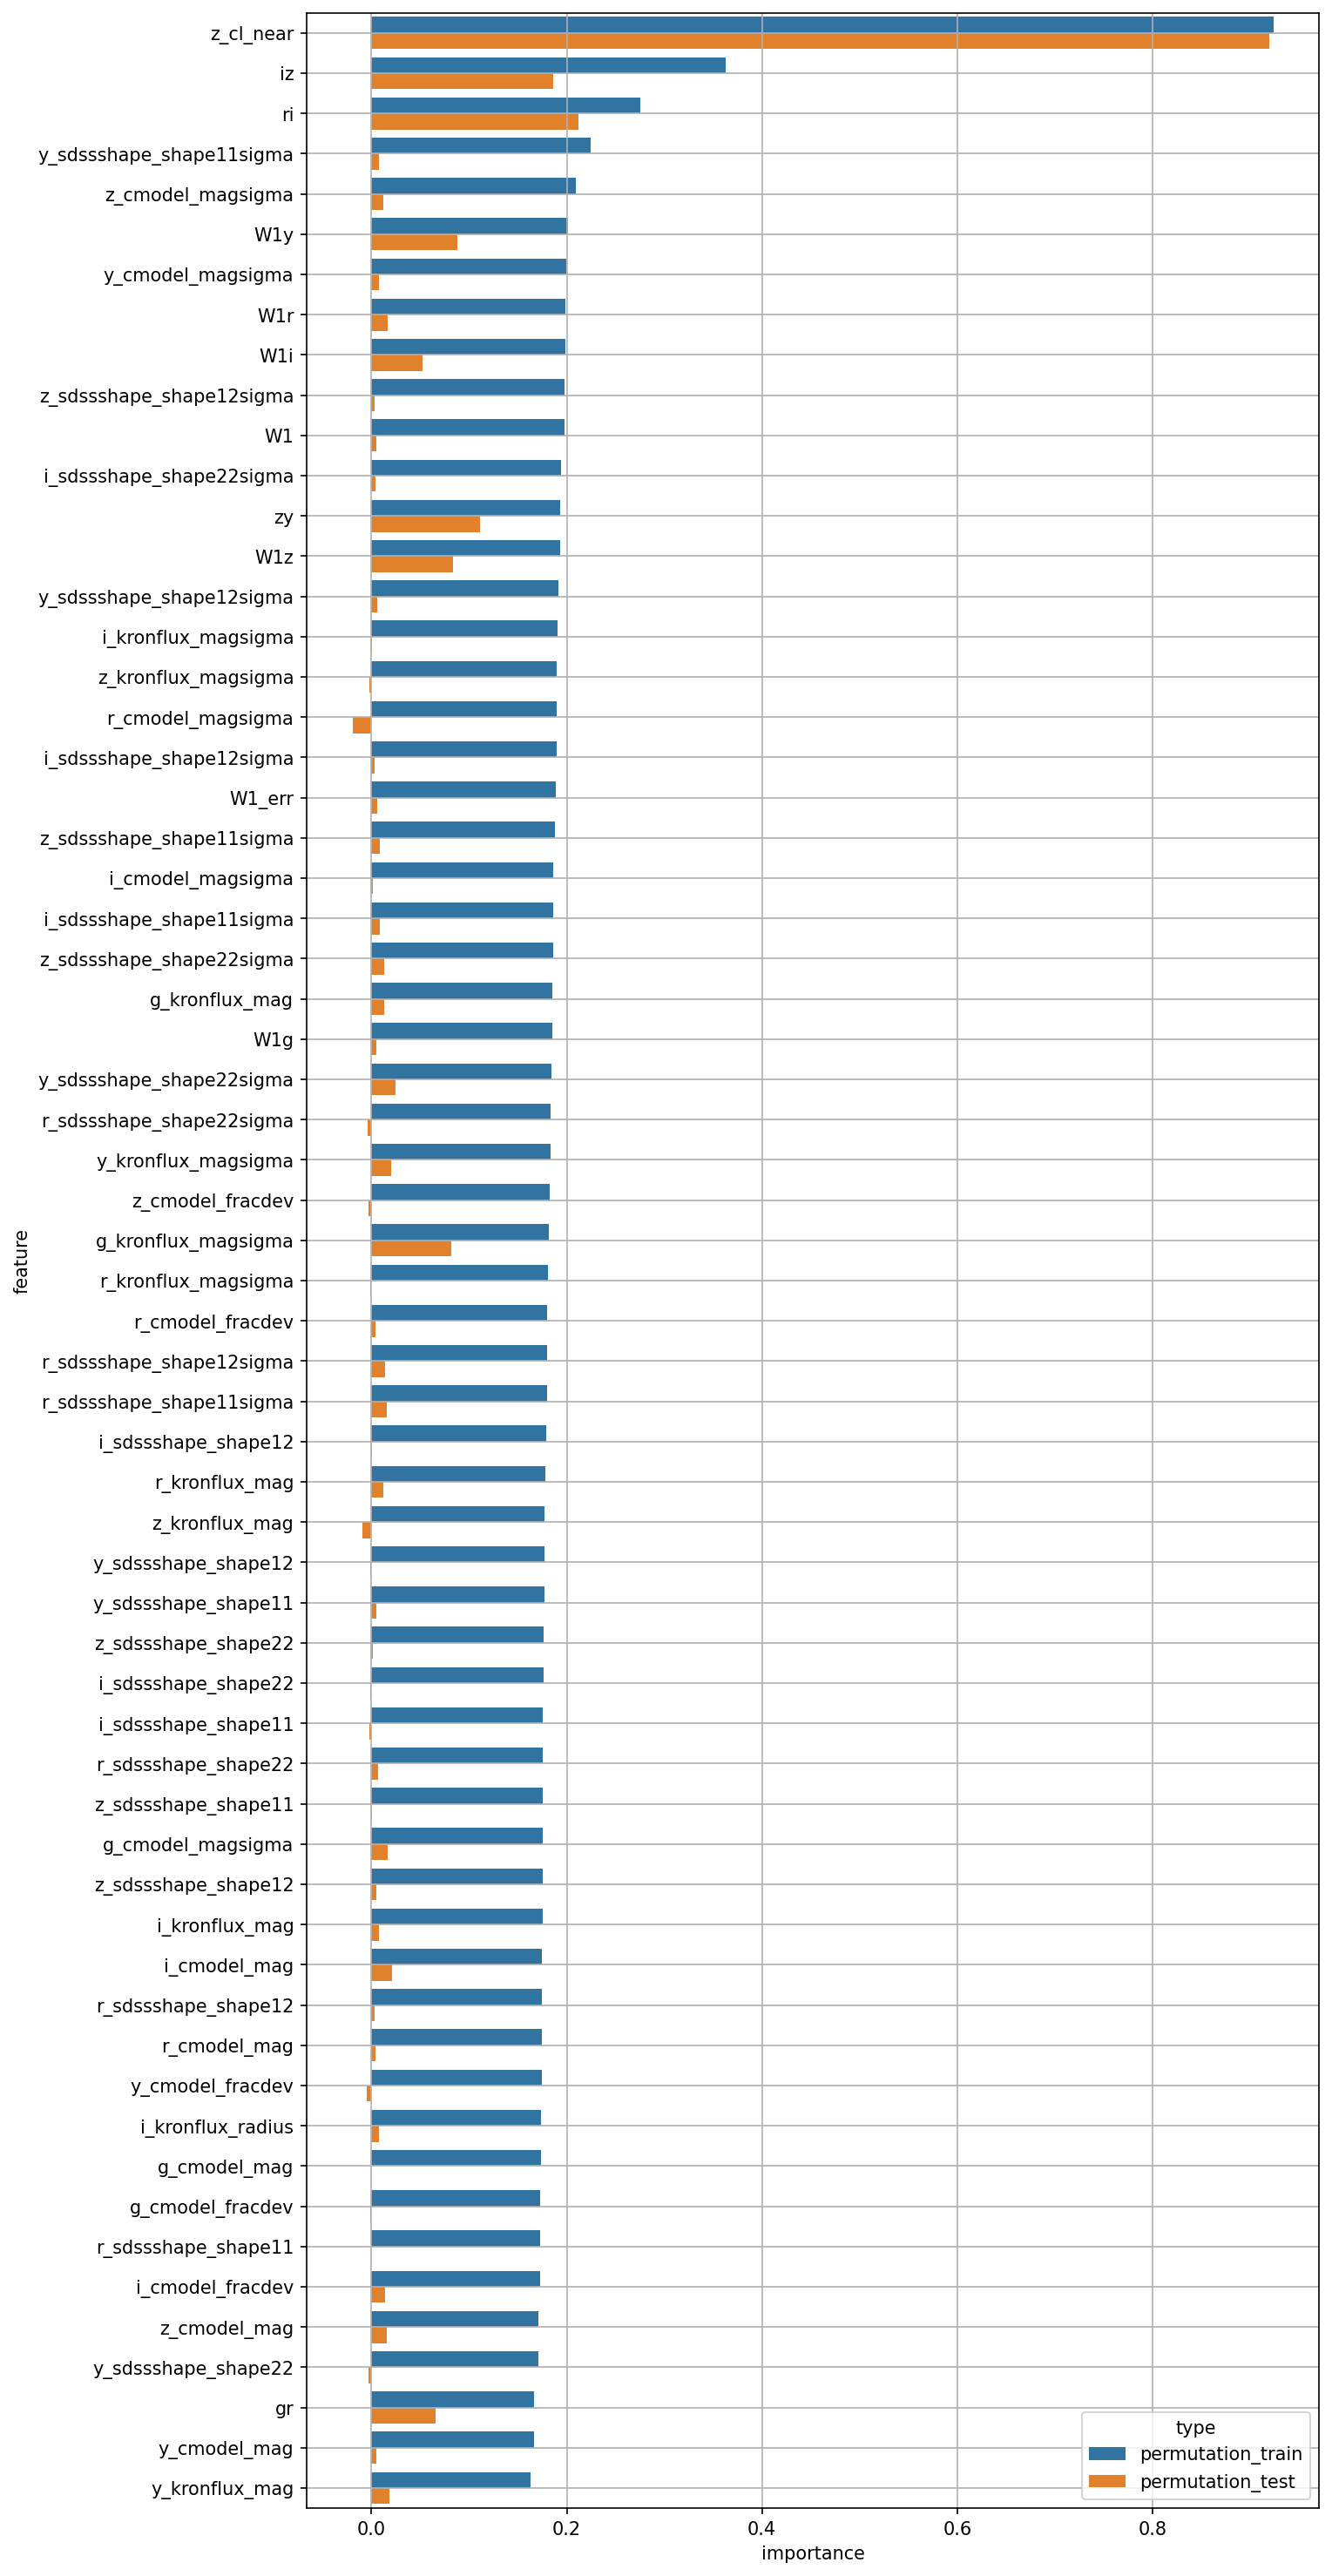 z_cl_near
iz
ri
y_sdssshape_shape11sigma
z_cmodel_magsigma
W1y
y_cmodel_magsigma
W1r
W1i
z_sdssshape_shape12sigma
W1
i_sdssshape_shape22sigma
zy
W1z
y_sdssshape_shape12sigma
i_kronflux_magsigma
z_kronflux_magsigma
r_cmodel_magsigma
i_sdssshape_shape12sigma
W1_err
z_sdssshape_shape11sigma
i_cmodel_magsigma
i_sdssshape_shape11sigma
z_sdssshape_shape22sigma
g_kronflux_mag
W1g
y_sdssshape_shape22sigma
r_sdssshape_shape22sigma
y_kronflux_magsigma
z_cmodel_fracdev
g_kronflux_magsigma
r_kronflux_magsigma
r_cmodel_fracdev
r_sdssshape_shape12sigma
r_sdssshape_shape11sigma
i_sdssshape_shape12
r_kronflux_mag
z_kronflux_mag
y_sdssshape_shape12
y_sdssshape_shape11
z_sdssshape_shape22
i_sdssshape_shape22
i_sdssshape_shape11
r_sdssshape_shape22
z_sdssshape_shape11
g_cmodel_magsigma
z_sdssshape_shape12
i_kronflux_mag
i_cmodel_mag
r_sdssshape_shape12
r_cmodel_mag
y_cmodel_fracdev
i_kronflux_radius
g_cmodel_mag
g_cmodel_fracdev
r_sdssshape_shape11
i_cmodel_fracdev
z_cmodel_mag
y_sdssshape_shape22
gr
y_cmodel_mag
y_kronflux_mag
feature
type
permutation_train
permutation_test
0.0 0.2 0.4 0.6 0.8
importance